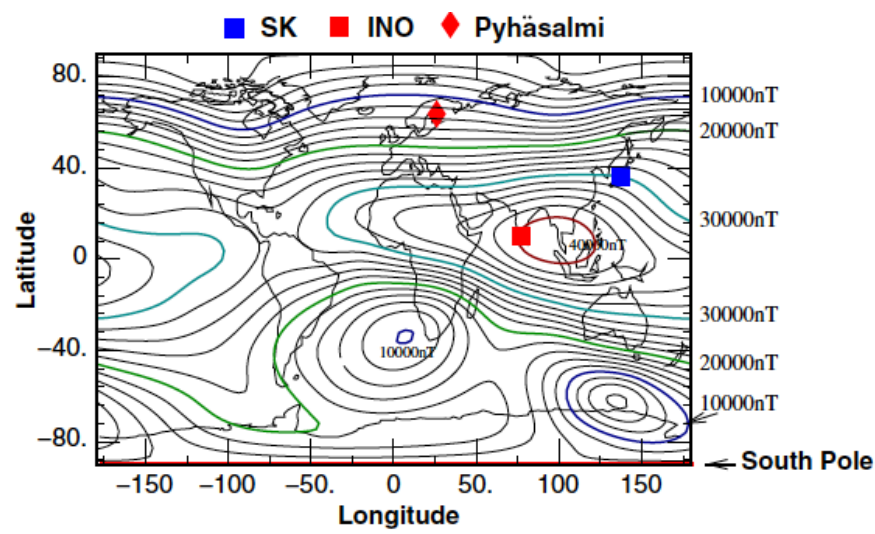 SK INO Pyhäsalmi
80.
40.
0
−40.
−80.
Latitude
10000nT
20000nT
30000nT
30000nT
20000nT
10000nT
40000nT
10000nT
South Pole
−150 −100 −50. 0 50. 100 150
Longitude